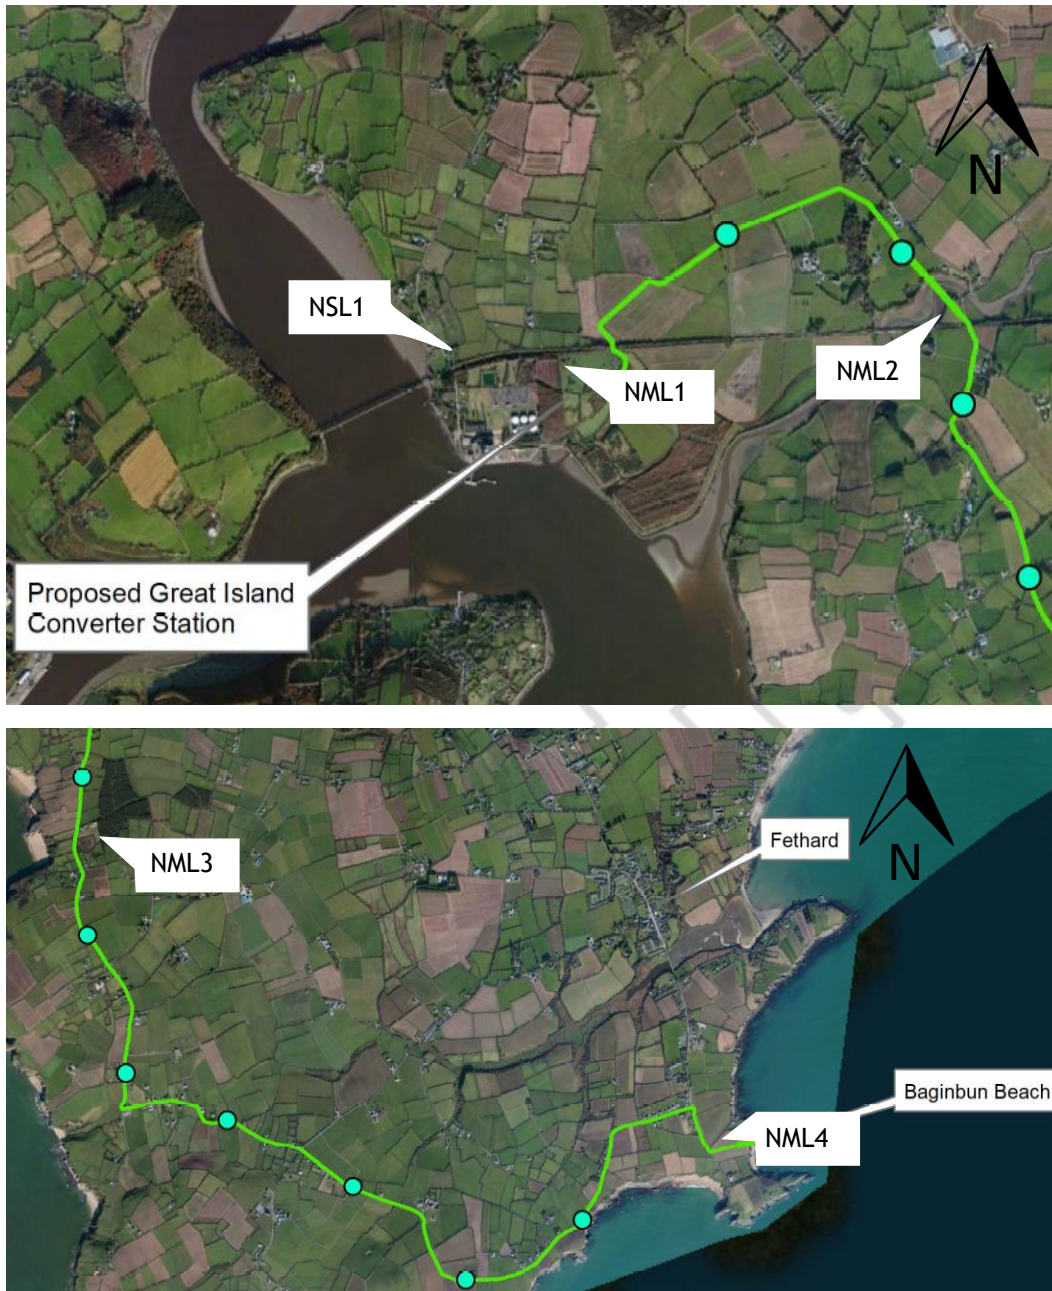 N
NSL1
NML1
NML2
Proposed Great Island
Converter Station
Fethard
NML3
N
Baginbun Beach
NML4